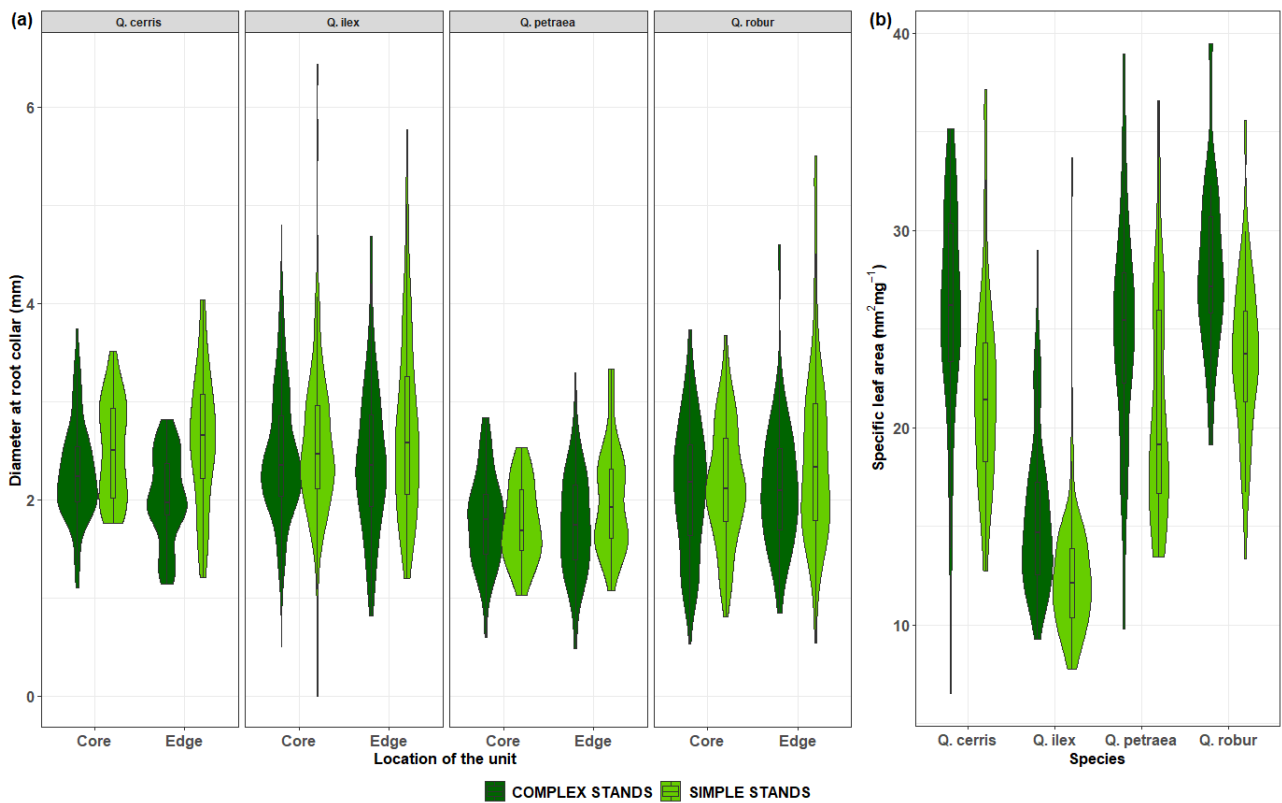 (a)
Q. cerris
Q. ilex
Q. petraea
Q. robur
Diameter at root collar (mm)
6
4
2
0
Core
Edge
Core
Edge
Core
Edge
Core
Edge
Location of the unit
(b)
Specific leaf area (mm²mg⁻¹)
40
30
20
10
Q. cerris
Q. ilex
Q. petraea
Q. robur
Species
COMPLEX STANDS
SIMPLE STANDS